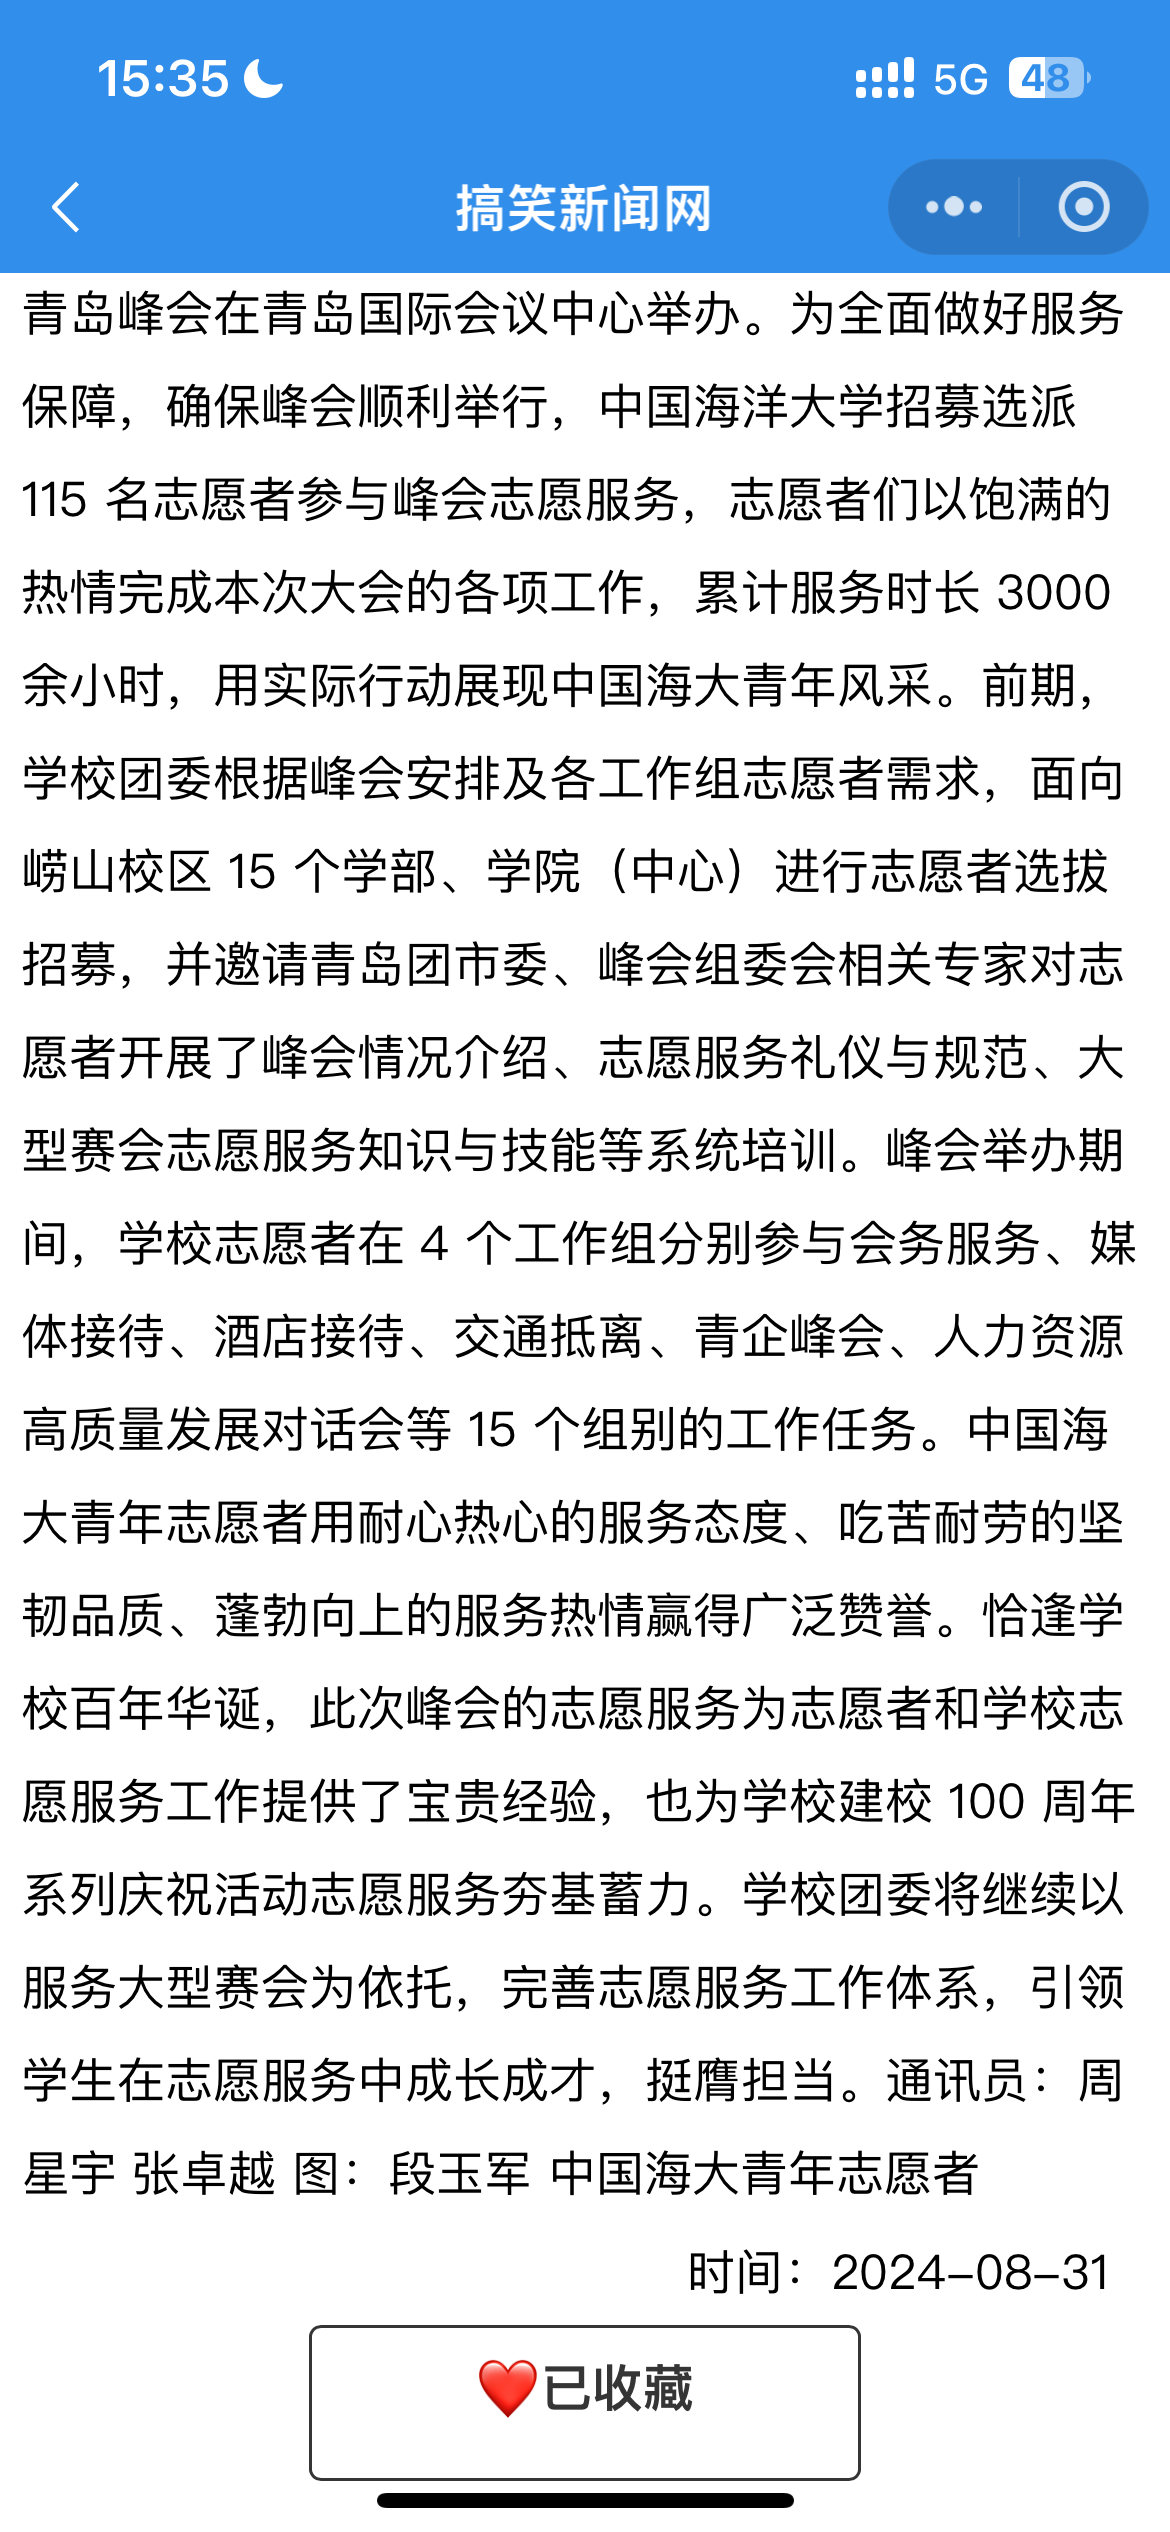 15:35
5G
48
搞笑新闻网
青岛峰会在青岛国际会议中心举办。为全面做好服务
保障，确保峰会顺利举行，中国海洋大学招募选派
115 名志愿者参与峰会志愿服务，志愿者们以饱满的
热情完成本次大会的各项工作，累计服务时长 3000
余小时，用实际行动展现中国海大青年风采。前期，
学校团委根据峰会安排及各工作组志愿者需求，面向
崂山校区 15 个学部、学院（中心）进行志愿者选拔
招募，并邀请青岛团市委、峰会组委会相关专家对志
愿者开展了峰会情况介绍、志愿服务礼仪与规范、大
型赛会志愿服务知识与技能等系统培训。峰会举办期
间，学校志愿者在 4 个工作组分别参与会务服务、媒
体接待、酒店接待、交通抵离、青企峰会、人力资源
高质量发展对话会等 15 个组别的工作任务。中国海
大青年志愿者用耐心热心的服务态度、吃苦耐劳的坚
韧品质、蓬勃向上的服务热情赢得广泛赞誉。恰逢学
校百年华诞，此次峰会的志愿服务为志愿者和学校志
愿服务工作提供了宝贵经验，也为学校建校 100 周年
系列庆祝活动志愿服务夯基蓄力。学校团委将继续以
服务大型赛会为依托，完善志愿服务工作体系，引领
学生在志愿服务中成长成才，挺膺担当。通讯员：周
星宇 张卓越 图：段玉军 中国海大青年志愿者
时间：2024-08-31
❤️已收藏